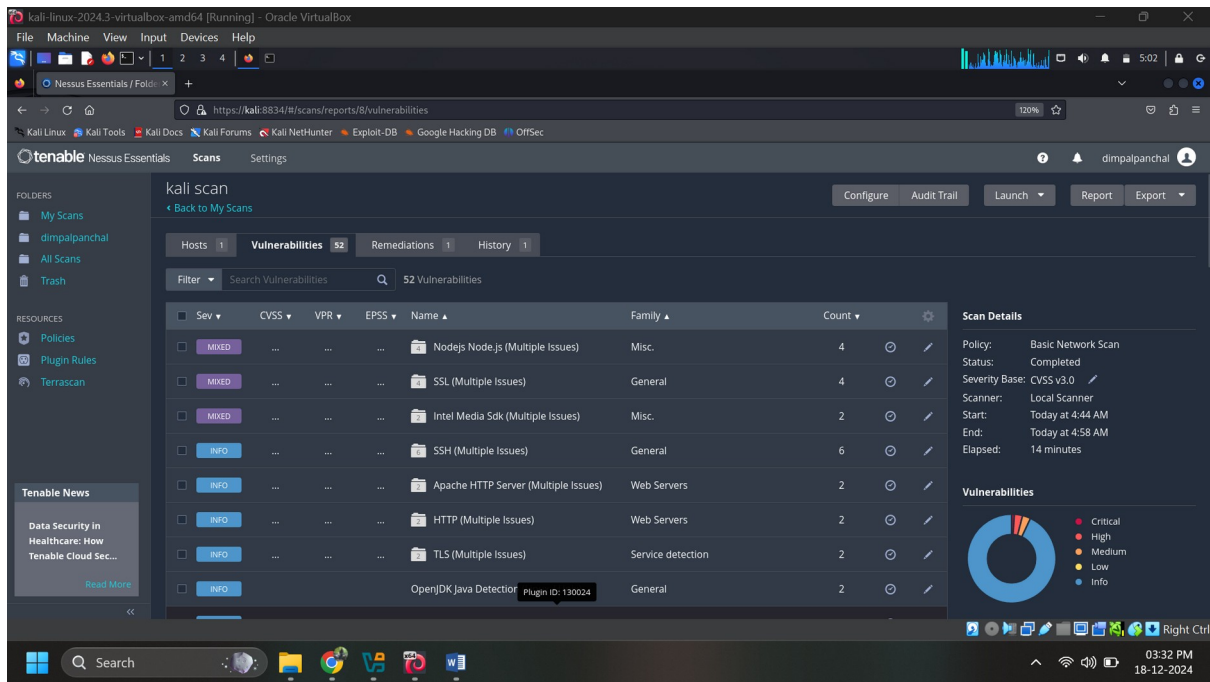 kali-linux-2024.3-virtualbox-amd64 [Running] - Oracle VirtualBox
File Machine View Input Devices Help
1 2 3 4 5:02
Nessus Essentials / Folde
https://kali:8834/#/scans/reports/8/vulnerabilities 120%
Kali Linux Kali Tools Kali Docs Kali Forums Kali NetHunter Exploit-DB Google Hacking DB OffSec
tenable Nessus Essentials Scans Settings dimpalpanchal
FOLDERS
My Scans
dimpalpanchal
All Scans
Trash
RESOURCES
Policies
Plugin Rules
Terrascan
Tenable News
Data Security in
Healthcare: How
Tenable Cloud Sec...
Read More
kali scan
Back to My Scans
Configure Audit Trail Launch Report Export
Hosts 1 Vulnerabilities 52 Remediations 1 History 1
Filter Search Vulnerabilities 52 Vulnerabilities
Sev CVSS VPR EPSS Name Family Count
MIXED ... ... ... 4 Nodejs Node.js (Multiple Issues) Misc. 4
MIXED ... ... ... 4 SSL (Multiple Issues) General 4
MIXED ... ... ... 2 Intel Media Sdk (Multiple Issues) Misc. 2
INFO ... ... ... 6 SSH (Multiple Issues) General 6
INFO ... ... ... 2 Apache HTTP Server (Multiple Issues) Web Servers 2
INFO ... ... ... 2 HTTP (Multiple Issues) Web Servers 2
INFO ... ... ... 2 TLS (Multiple Issues) Service detection 2
INFO OpenJDK Java Detection General 2
Plugin ID: 130024
Scan Details
Policy: Basic Network Scan
Status: Completed
Severity Base: CVSS v3.0
Scanner: Local Scanner
Start: Today at 4:44 AM
End: Today at 4:58 AM
Elapsed: 14 minutes
Vulnerabilities
Critical
High
Medium
Low
Info
Right Ctrl
Search
03:32 PM
18-12-2024